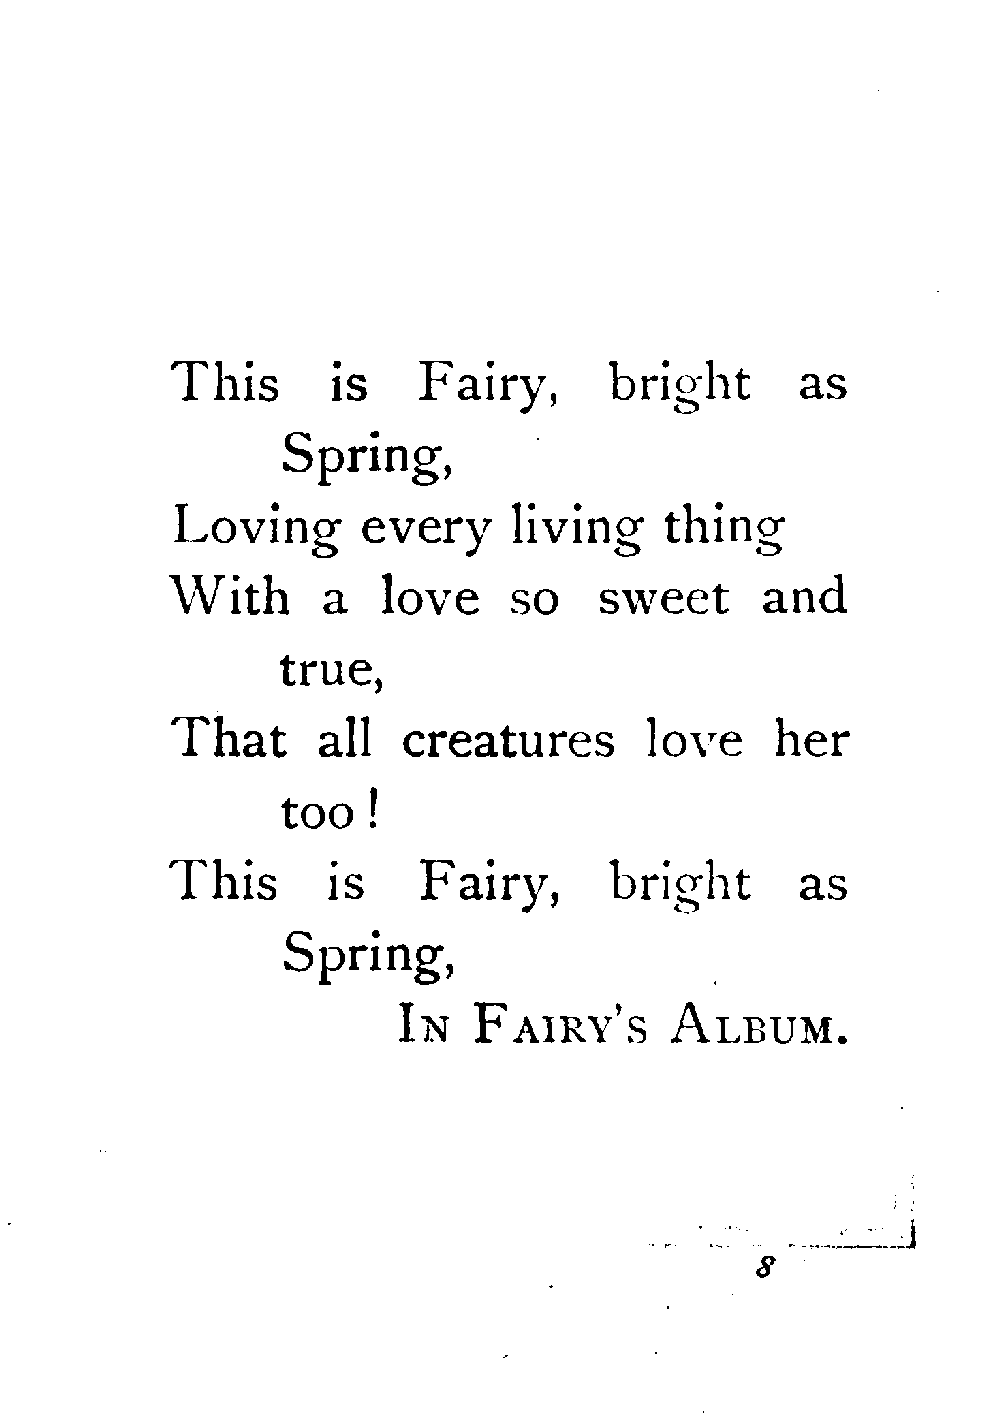 This is Fairy, bright as
Spring,
Loving every living thing
With a love so sweet and
true,
That all creatures love her
too !
This is Fairy, bright as
Spring,
IN FAIRY'S ALBUM.
8